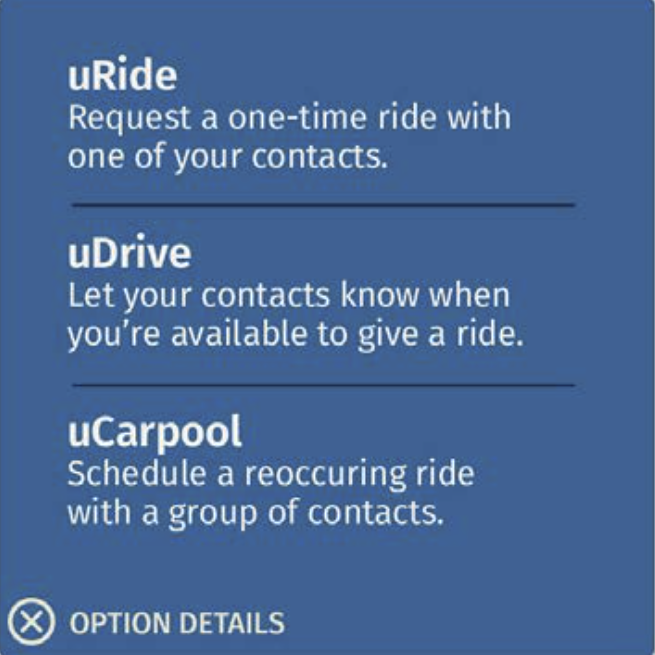 uRide
Request a one-time ride with
one of your contacts.
uDrive
Let your contacts know when
you're available to give a ride.
uCarpool
Schedule a reoccuring ride
with a group of contacts.
OPTION DETAILS